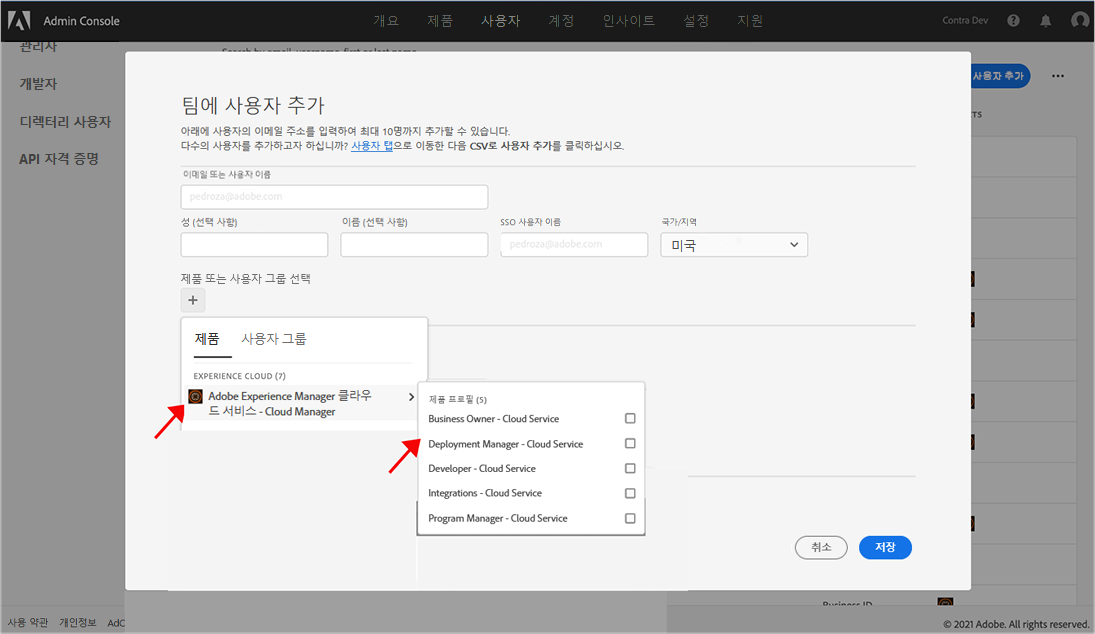 Admin Console
개요 제품 사용자 계정 인사이트 설정 지원
Contra Dev
관리자
Search by email, username, first or last name
개발자
디렉터리 사용자
API 자격 증명
사용자 추가
TS
팀에 사용자 추가
아래에 사용자의 이메일 주소를 입력하여 최대 10명까지 추가할 수 있습니다.
다수의 사용자를 추가하고자 하십니까? 사용자 탭으로 이동한 다음 CSV로 사용자 추가를 클릭하십시오.
이메일 또는 사용자 이름
pedroza@adobe.com
성 (선택 사항) 이름 (선택 사항) SSO 사용자 이름 국가/지역
pedroza@adobe.com 미국
제품 또는 사용자 그룹 선택
+
제품 사용자 그룹
EXPERIENCE CLOUD (7)
Adobe Experience Manager 클라우
드 서비스 - Cloud Manager
제품 프로필 (5)
Business Owner - Cloud Service
Deployment Manager - Cloud Service
Developer - Cloud Service
Integrations - Cloud Service
Program Manager - Cloud Service
취소 저장
Business ID
사용 약관 개인정보 AdC
© 2021 Adobe. All rights reserved.